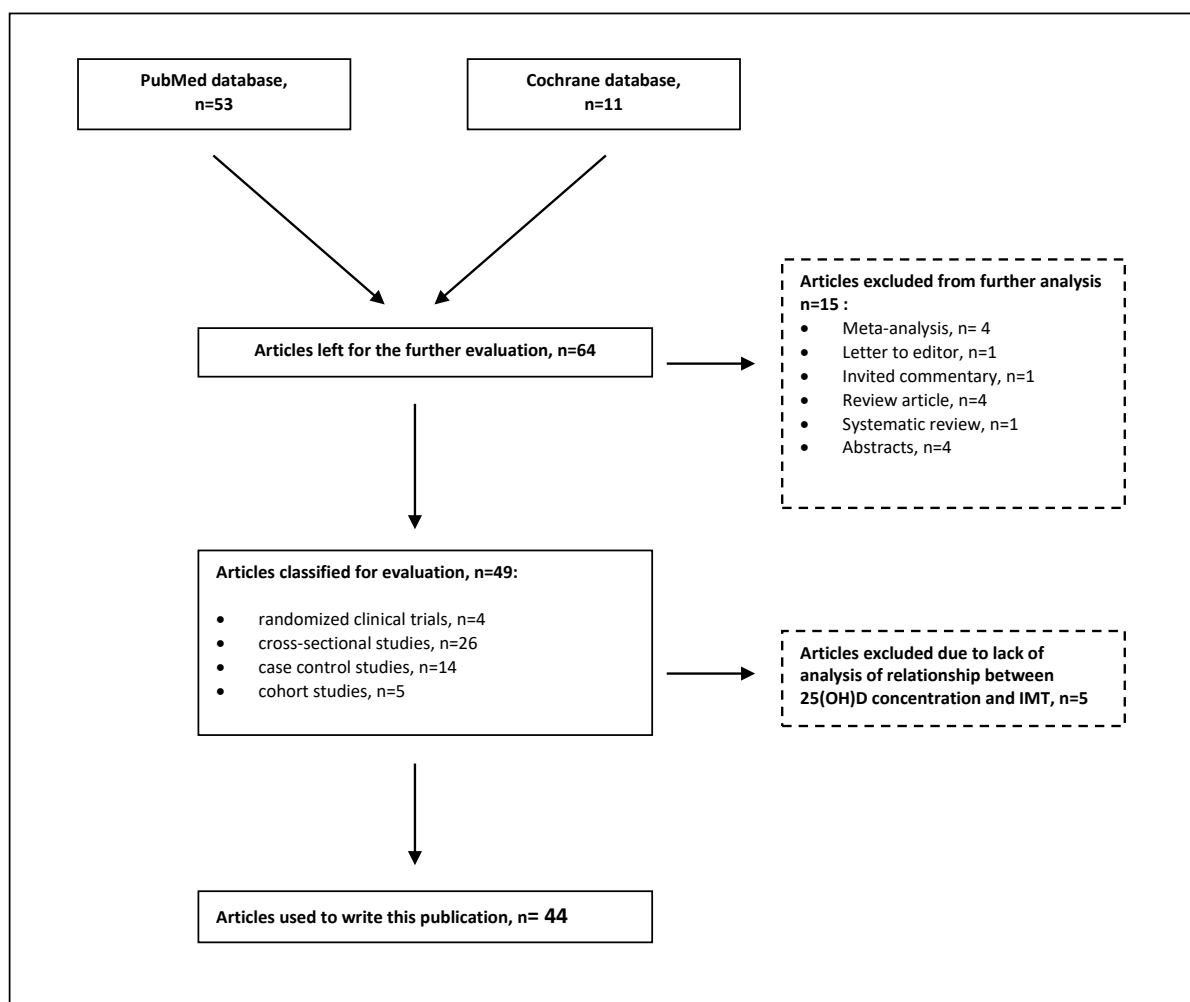 PubMed database,
n=53
Cochrane database,
n=11
Articles left for the further evaluation, n=64
Articles excluded from further analysis
n=15 :
• Meta-analysis, n= 4
• Letter to editor, n=1
• Invited commentary, n=1
• Review article, n=4
• Systematic review, n=1
• Abstracts, n=4
Articles classified for evaluation, n=49:
• randomized clinical trials, n=4
• cross-sectional studies, n=26
• case control studies, n=14
• cohort studies, n=5
Articles excluded due to lack of
analysis of relationship between
25(OH)D concentration and IMT, n=5
Articles used to write this publication, n= 44